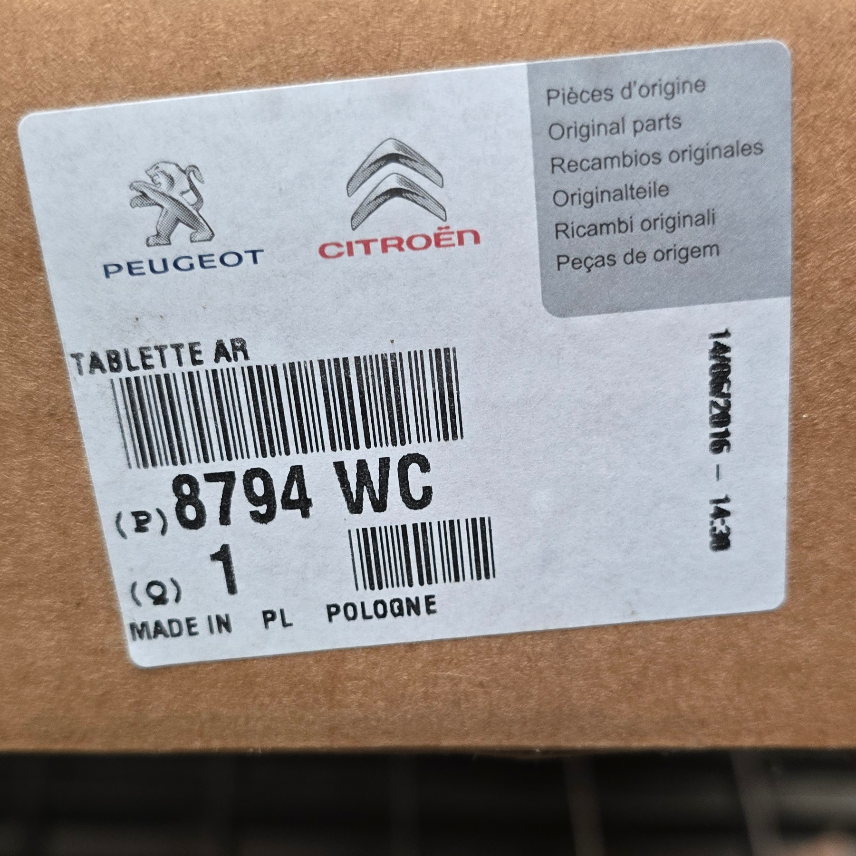 PEUGEOT
CITROËN
Pièces d'origine
Original parts
Recambios originales
Originalteile
Ricambi originali
Peças de origem
TABLETTE AR
(P) 8794 WC
(Q) 1
MADE IN PL POLOGNE
14/06/2016 - 14:30